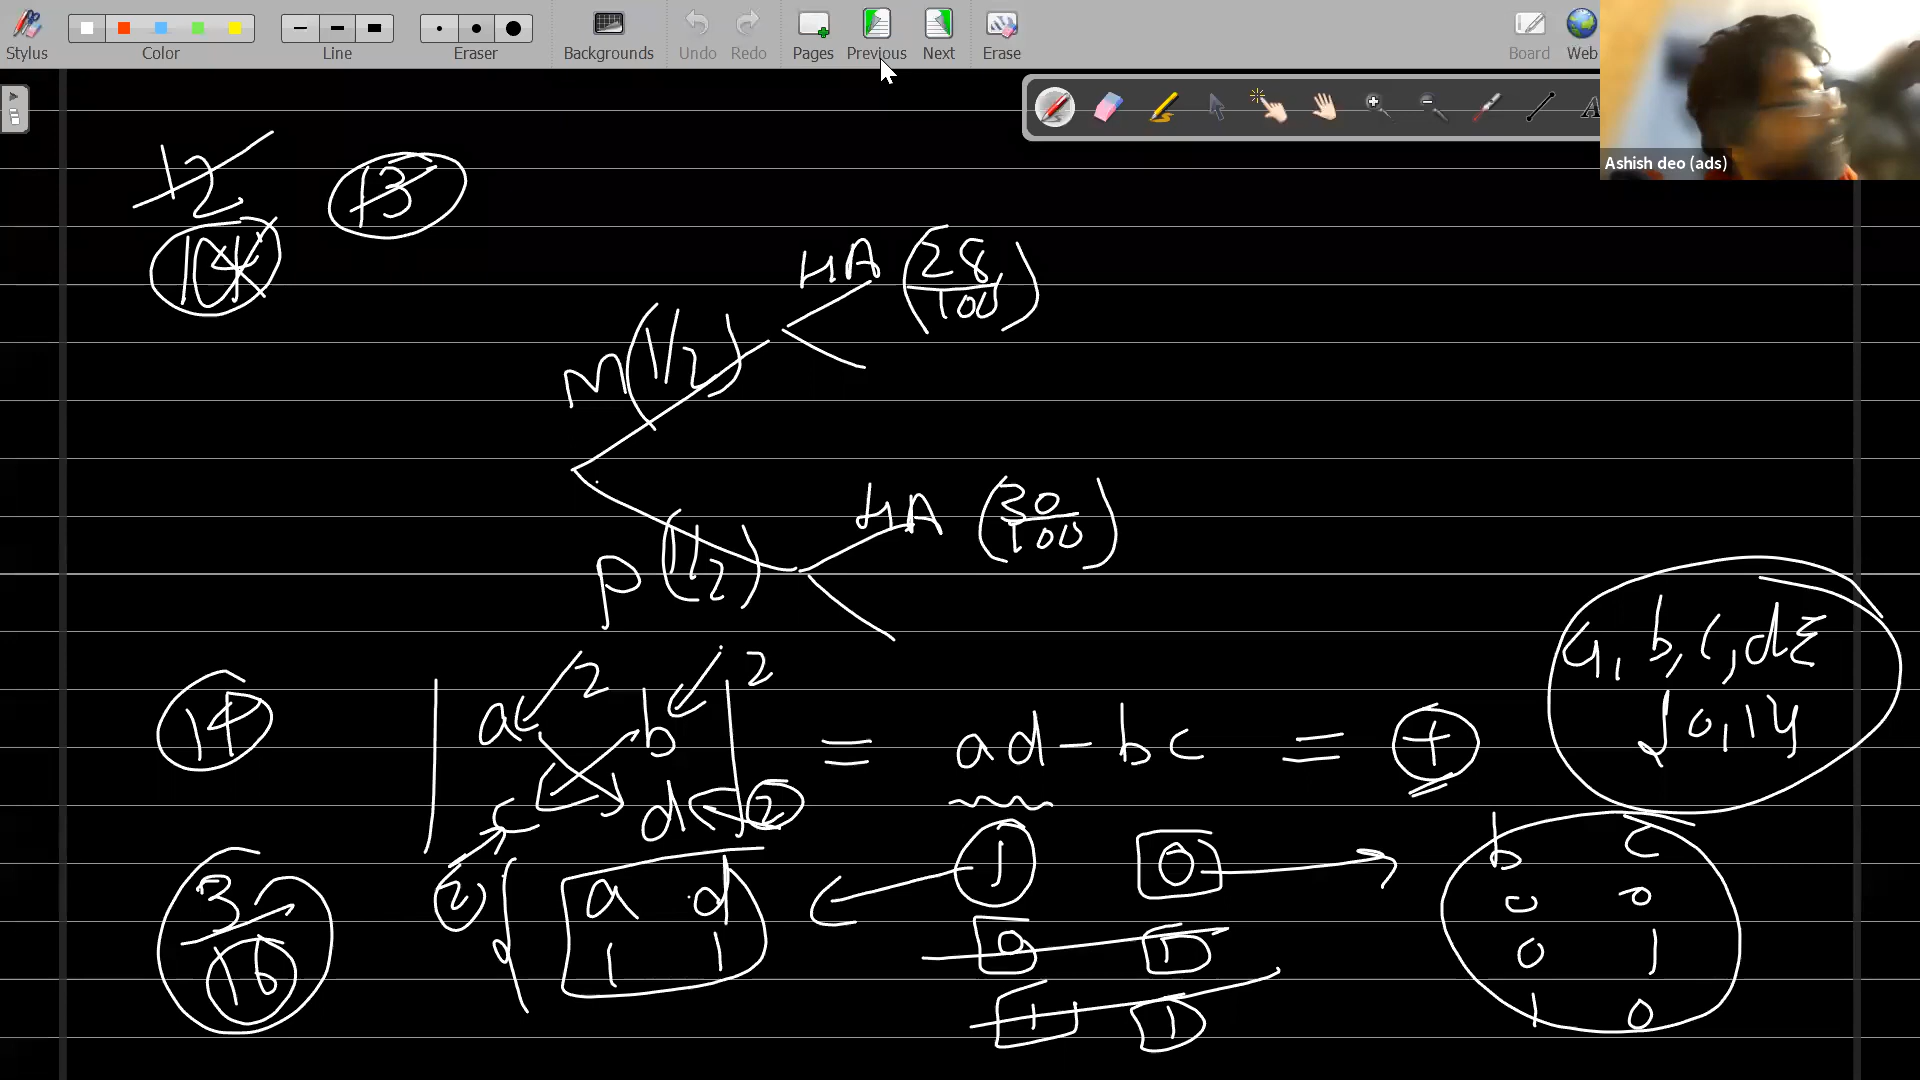 Stylus Color Line Eraser Backgrounds Undo Redo Pages Previous Next Erase Board Web
Ashish deo (ads)
12 13
HA (28/100)
M(1/2)
HA (30/100)
P(1/2)
a, b, c, d ε
{0,1}
14 | a b | = ad - bc = +
2 2
c d 2
2
1 0 b c
3/16 a d 0 0
1 1 0 1 0 1
1 1 1 0